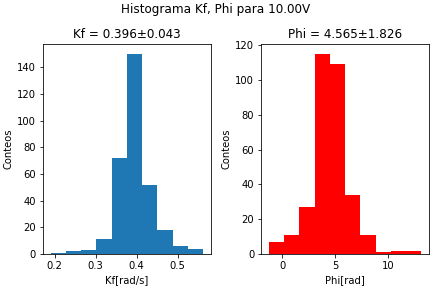 Histograma Kf, Phi para 10.00V
Kf = 0.396±0.043
Phi = 4.565±1.826
Conteos
140
120
100
80
60
40
20
0
0.2 0.3 0.4 0.5
Kf[rad/s]
Conteos
120
100
80
60
40
20
0
0 5 10
Phi[rad]